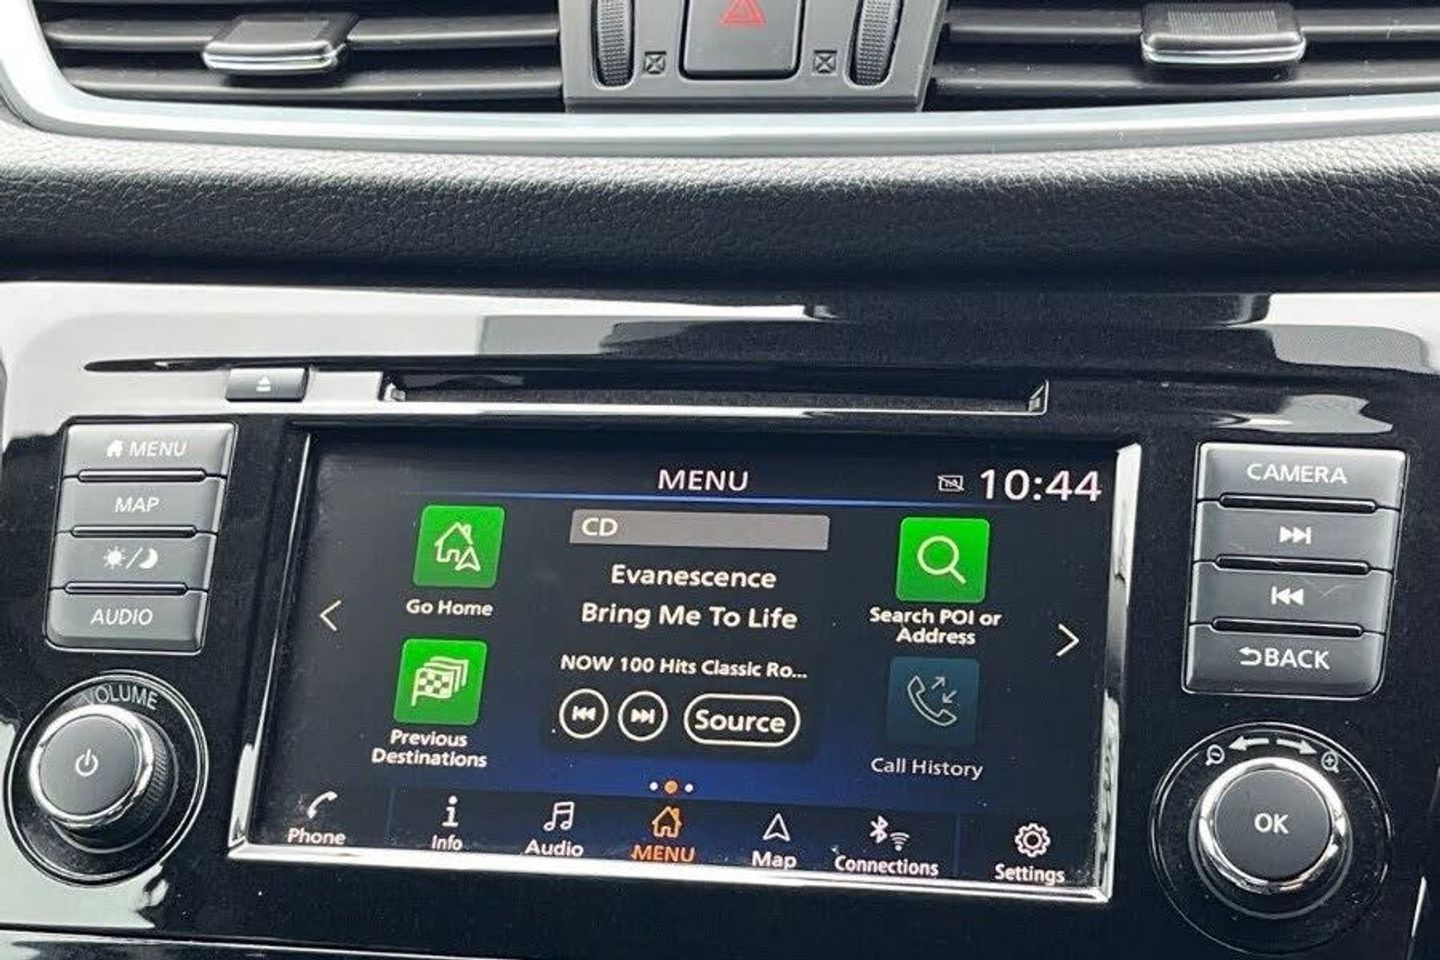 MENU
MAP
AUDIO
VOLUME
MENU
10:44
CD
Evanescence
Bring Me To Life
NOW 100 Hits Classic Ro...
Source
Go Home
Previous
Destinations
Search POI or
Address
Call History
Phone
Info
Audio
MENU
Map
Connections
Settings
CAMERA
BACK
OK